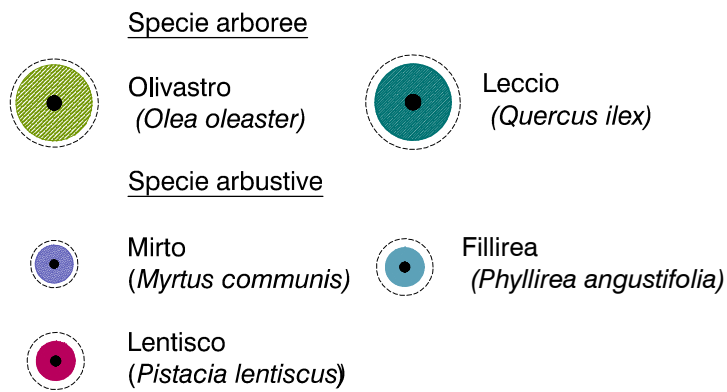 Specie arboree
Olivastro
(Olea oleaster)
Leccio
(Quercus ilex)
Specie arbustive
Mirto
(Myrtus communis)
Fillirea
(Phyllirea angustifolia)
Lentisco
(Pistacia lentiscus)